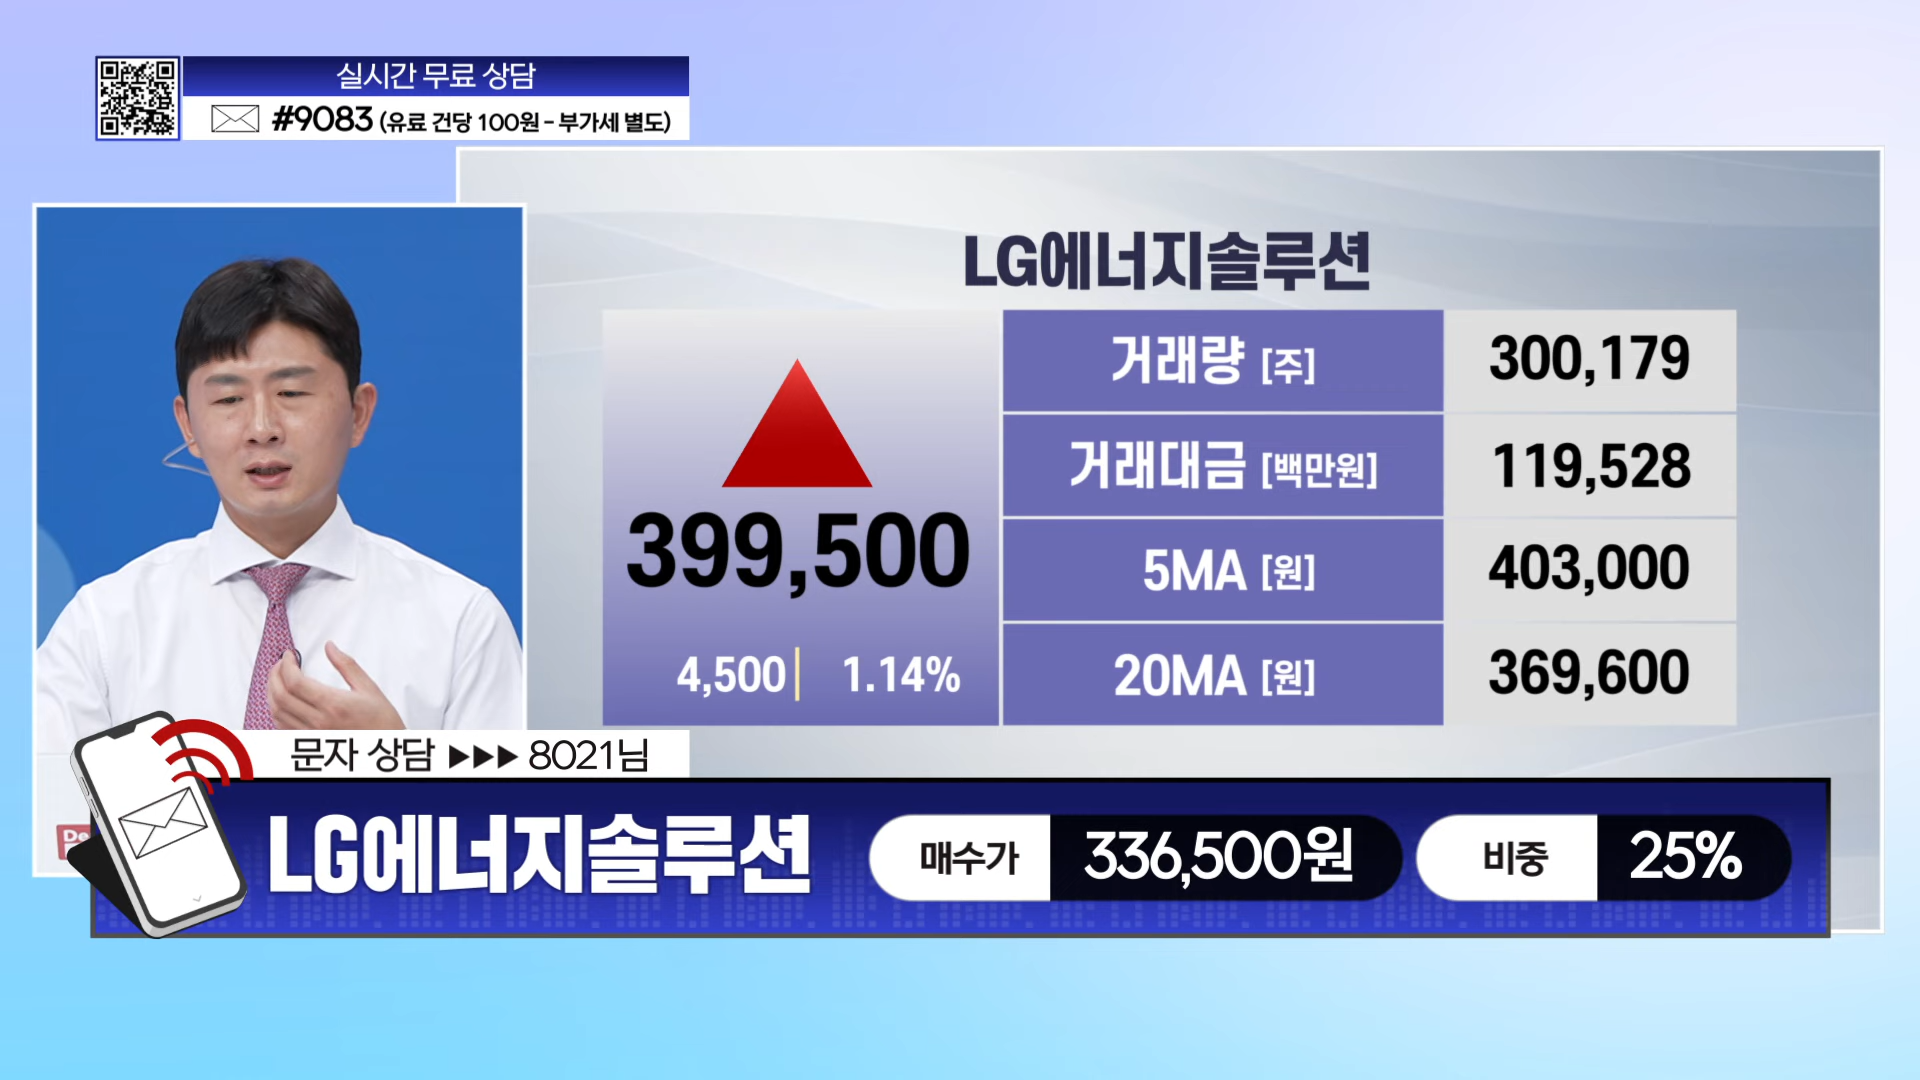 실시간 무료 상담
#9083 (유료 건당 100원 - 부가세 별도)
LG에너지솔루션
399,500
4,500 1.14%
거래량 [주] 300,179
거래대금 [백만원] 119,528
5MA [원] 403,000
20MA [원] 369,600
문자 상담 ▶▶▶ 8021님
LG에너지솔루션 매수가 336,500원 비중 25%